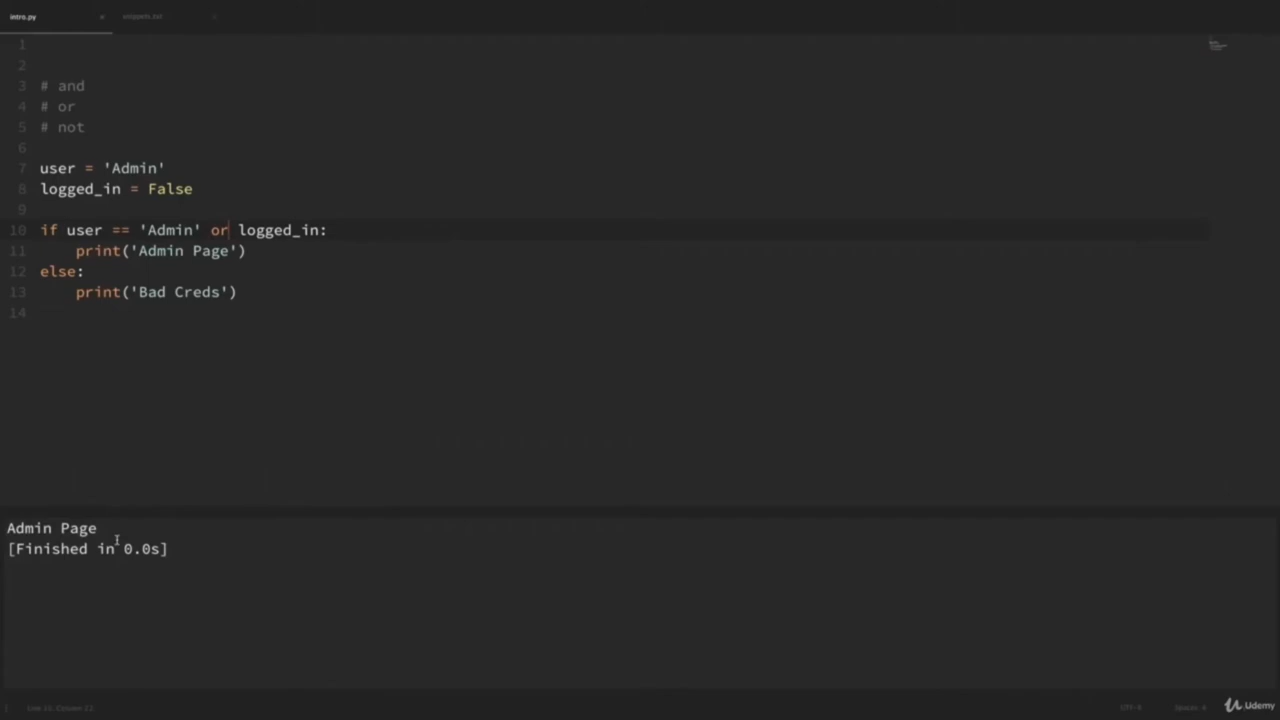 intro.py
snippets.txt
1
2
3 # and
4 # or
5 # not
6
7 user = 'Admin'
8 logged_in = False
9
10 if user == 'Admin' or logged_in:
11 print('Admin Page')
12 else:
13 print('Bad Creds')
14
Admin Page
[Finished in 0.0s]
UTF-8
Udemy